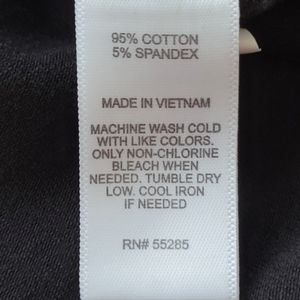 95% COTTON
5% SPANDEX
MADE IN VIETNAM
MACHINE WASH COLD
WITH LIKE COLORS.
ONLY NON-CHLORINE
BLEACH WHEN
NEEDED. TUMBLE DRY
LOW. COOL IRON
IF NEEDED
RN# 55285